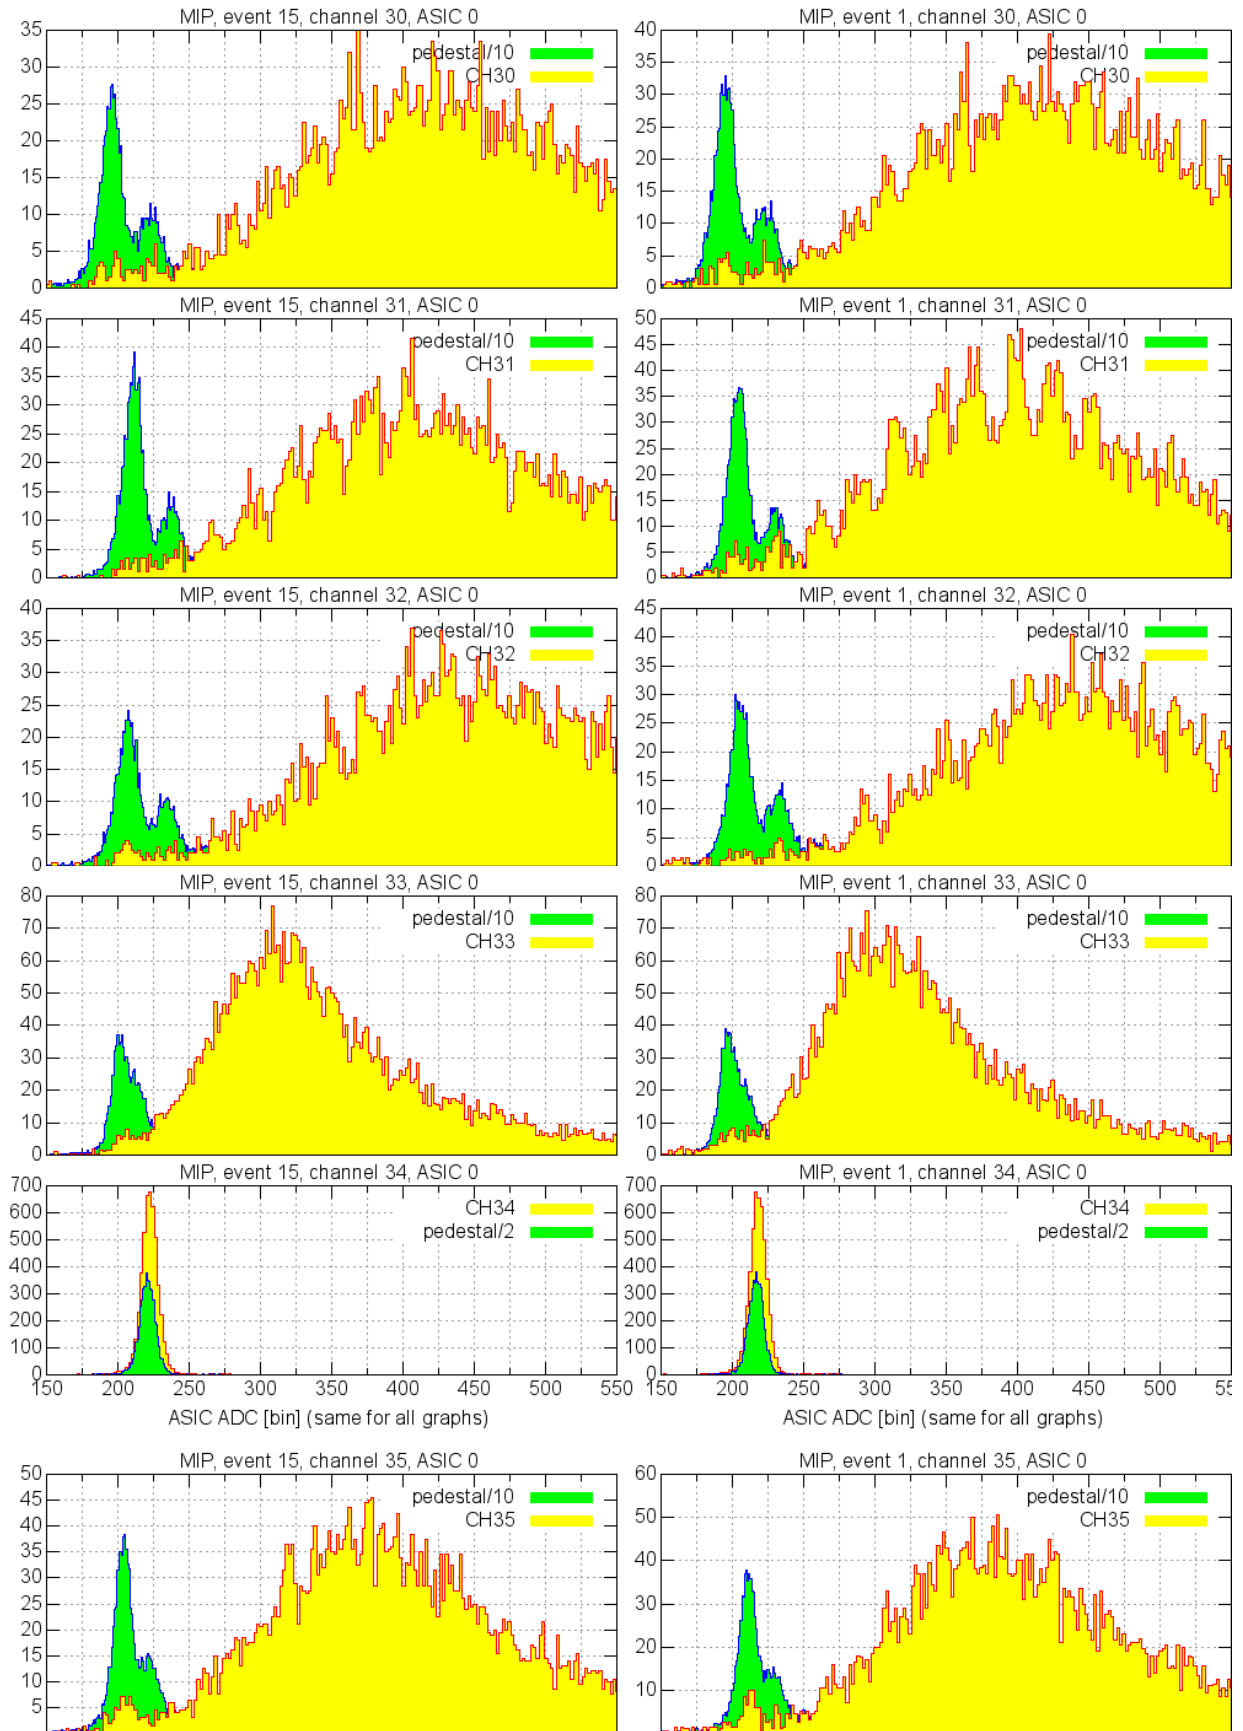 MIP, event 15, channel 30, ASIC 0
35
30
25
20
15
10
5
0
pedestal/10
CH30
MIP, event 1, channel 30, ASIC 0
40
35
30
25
20
15
10
5
0
pedestal/10
CH30
MIP, event 15, channel 31, ASIC 0
45
40
35
30
25
20
15
10
5
0
pedestal/10
CH31
MIP, event 1, channel 31, ASIC 0
50
45
40
35
30
25
20
15
10
5
0
pedestal/10
CH31
MIP, event 15, channel 32, ASIC 0
40
35
30
25
20
15
10
5
0
pedestal/10
CH32
MIP, event 1, channel 32, ASIC 0
45
40
35
30
25
20
15
10
5
0
pedestal/10
CH32
MIP, event 15, channel 33, ASIC 0
80
70
60
50
40
30
20
10
0
pedestal/10
CH33
MIP, event 1, channel 33, ASIC 0
80
70
60
50
40
30
20
10
0
pedestal/10
CH33
MIP, event 15, channel 34, ASIC 0
700
600
500
400
300
200
100
0
CH34
pedestal/2
150 200 250 300 350 400 450 500 550
ASIC ADC [bin] (same for all graphs)
MIP, event 1, channel 34, ASIC 0
700
600
500
400
300
200
100
0
CH34
pedestal/2
150 200 250 300 350 400 450 500 55
ASIC ADC [bin] (same for all graphs)
MIP, event 15, channel 35, ASIC 0
50
45
40
35
30
25
20
15
10
5
pedestal/10
CH35
MIP, event 1, channel 35, ASIC 0
60
50
40
30
20
10
pedestal/10
CH35